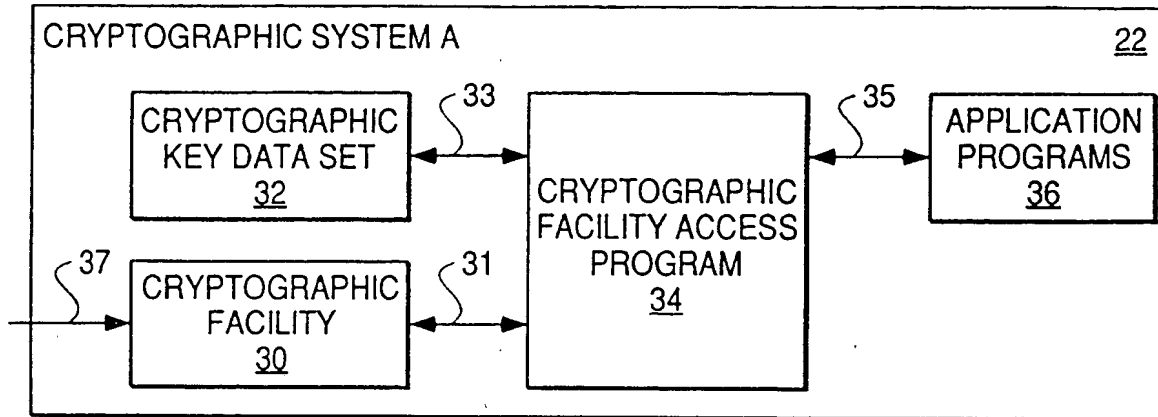 CRYPTOGRAPHIC SYSTEM A
22
CRYPTOGRAPHIC
KEY DATA SET
32
33
CRYPTOGRAPHIC
FACILITY ACCESS
PROGRAM
34
35
APPLICATION
PROGRAMS
36
37
CRYPTOGRAPHIC
FACILITY
30
31